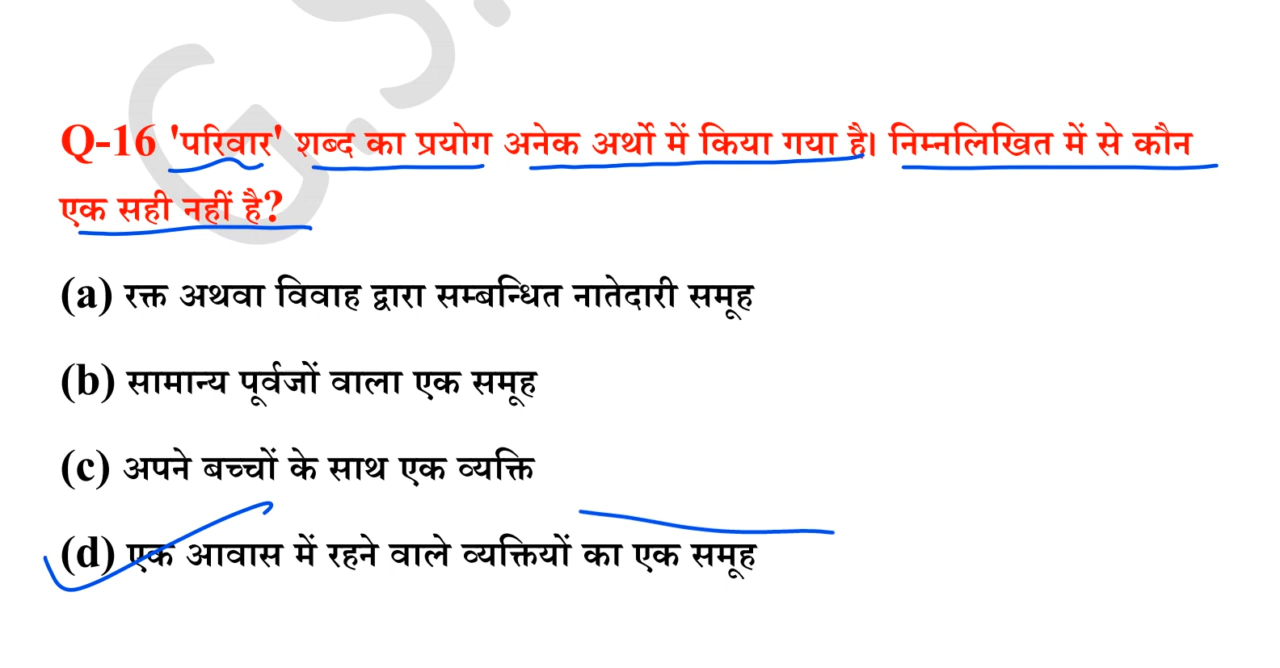 G.S.
Q-16 'परिवार' शब्द का प्रयोग अनेक अर्थो में किया गया है। निम्नलिखित में से कौन
एक सही नहीं है?
(a) रक्त अथवा विवाह द्वारा सम्बन्धित नातेदारी समूह
(b) सामान्य पूर्वजों वाला एक समूह
(c) अपने बच्चों के साथ एक व्यक्ति
(d) एक आवास में रहने वाले व्यक्तियों का एक समूह